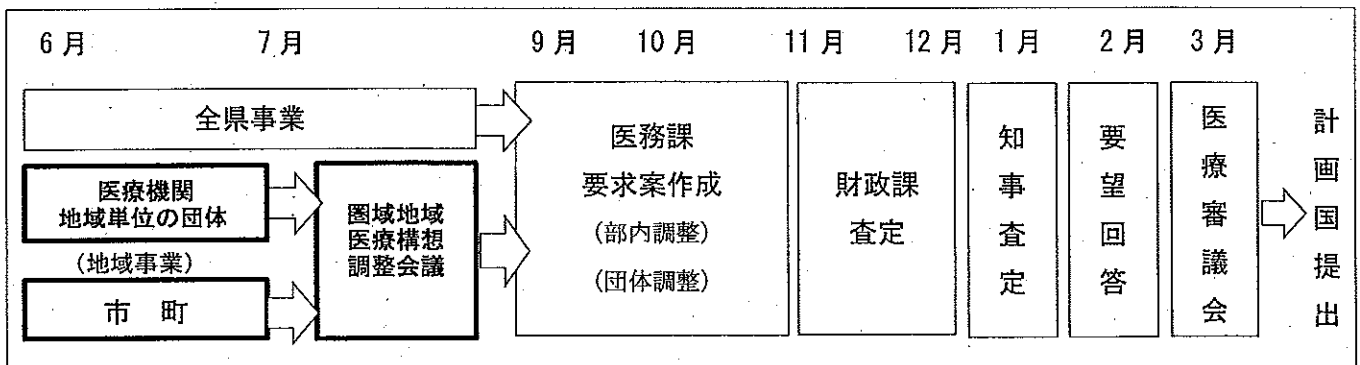 6月 7月 9月 10月 11月 12月 1月 2月 3月
全県事業
医療機関
地域単位の団体
(地域事業)
市 町
圏域地域
医療構想
調整会議
医務課
要求案作成
(部内調整)
(団体調整)
財政課
査定
知事査定
要望回答
医療審議会
計画国提出